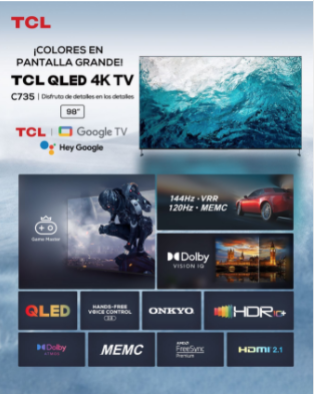 TCL
¡COLORES EN
PANTALLA GRANDE!
TCL QLED 4K TV
C735 | Disfruta de detalles en los detalles
98"
TCL | Google TV
Hey Google
Game Master
144Hz · VRR
120Hz · MEMC
Dolby
VISION IQ
QLED
HANDS-FREE
VOICE CONTROL
ONKYO
HDR10+
Dolby
ATMOS
MEMC
AMD
FreeSync
Premium
HDMI 2.1